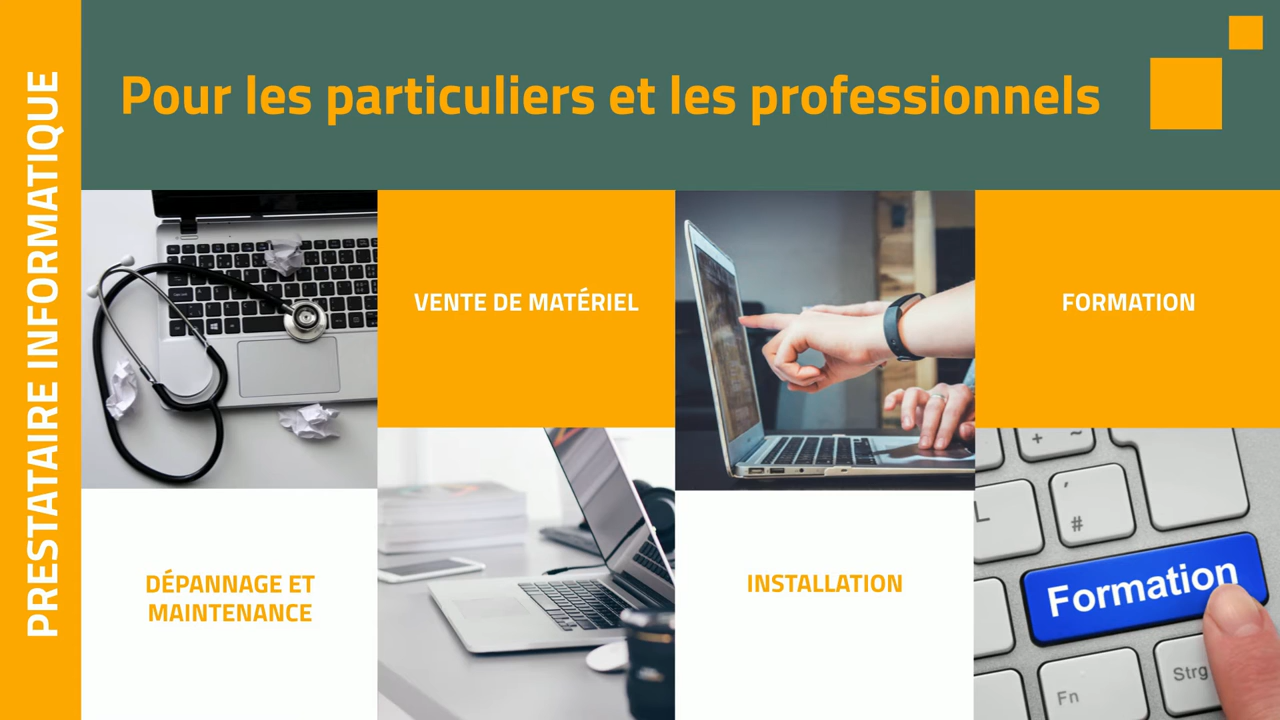 PRESTATAIRE INFORMATIQUE
Pour les particuliers et les professionnels
VENTE DE MATÉRIEL
FORMATION
DÉPANNAGE ET
MAINTENANCE
INSTALLATION
+ ~
L
' #
Formation
Fn
Strg